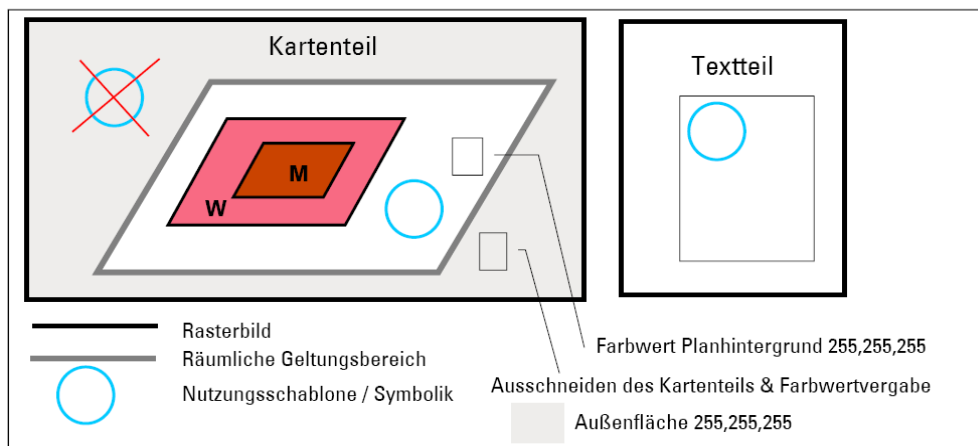 Kartenteil
M
W
Textteil
Rasterbild
Räumliche Geltungsbereich
Nutzungsschablone / Symbolik
Farbwert Planhintergrund 255,255,255
Ausschneiden des Kartenteils & Farbwertvergabe
Außenfläche 255,255,255